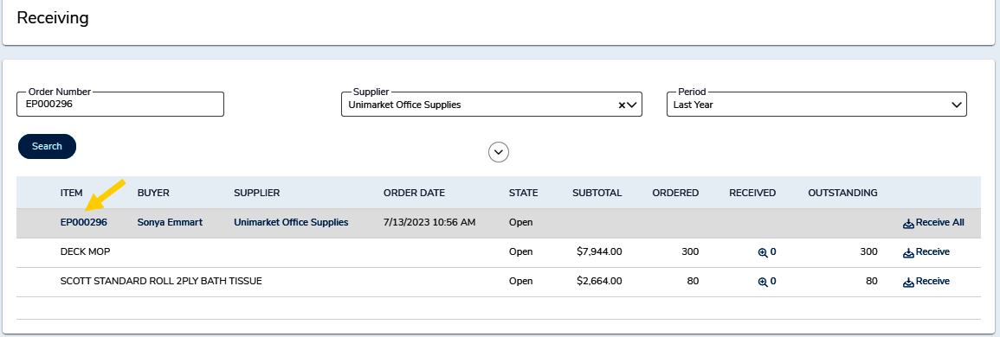 Receiving
Order Number Supplier Period
EP000296 Unimarket Office Supplies Last Year
Search
ITEM BUYER SUPPLIER ORDER DATE STATE SUBTOTAL ORDERED RECEIVED OUTSTANDING
EP000296 Sonya Emmart Unimarket Office Supplies 7/13/2023 10:56 AM Open Receive All
DECK MOP Open $7,944.00 300 0 300 Receive
SCOTT STANDARD ROLL 2PLY BATH TISSUE Open $2,664.00 80 0 80 Receive